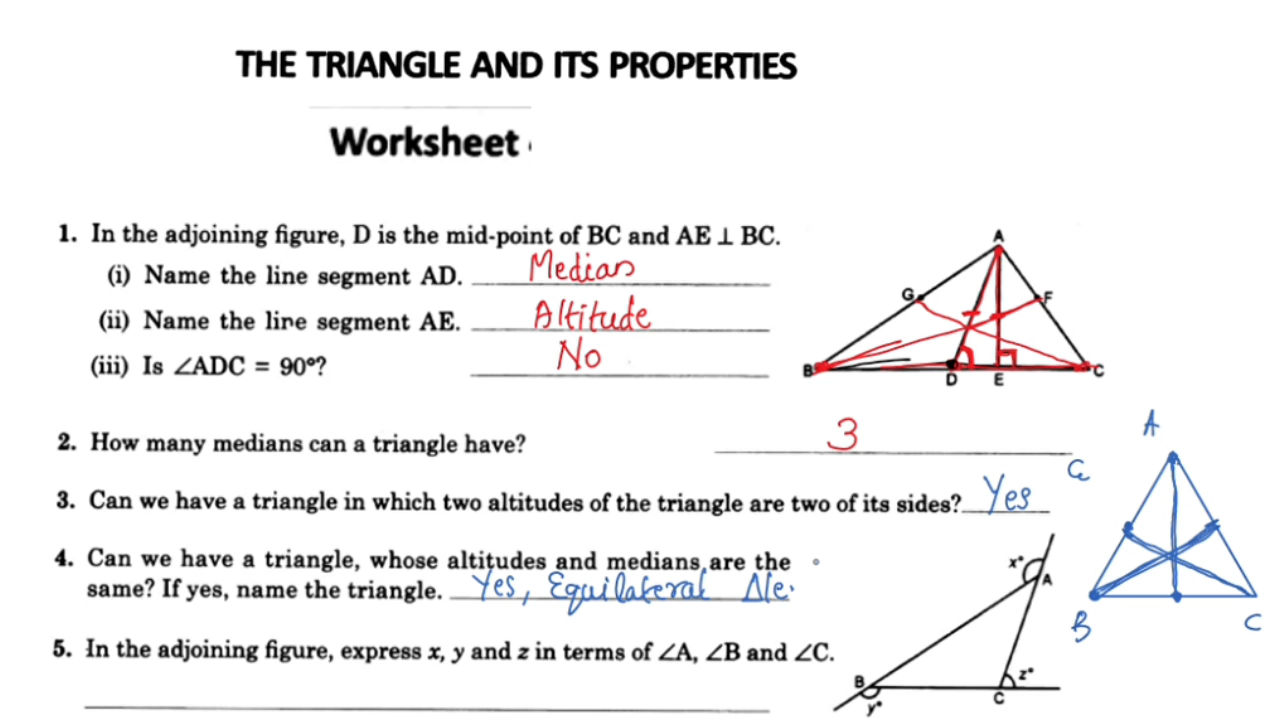 THE TRIANGLE AND ITS PROPERTIES
Worksheet
1. In the adjoining figure, D is the mid-point of BC and AE ⊥ BC.
(i) Name the line segment AD. Median
(ii) Name the line segment AE. Altitude
(iii) Is ∠ADC = 90°? No
A
G
F
B
D
E
C
2. How many medians can a triangle have? 3
3. Can we have a triangle in which two altitudes of the triangle are two of its sides? Yes
4. Can we have a triangle, whose altitudes and medians are the
same? If yes, name the triangle. Yes, Equilateral Δle.
A
B
C
5. In the adjoining figure, express x, y and z in terms of ∠A, ∠B and ∠C.
x°
A
B
y°
C
z°